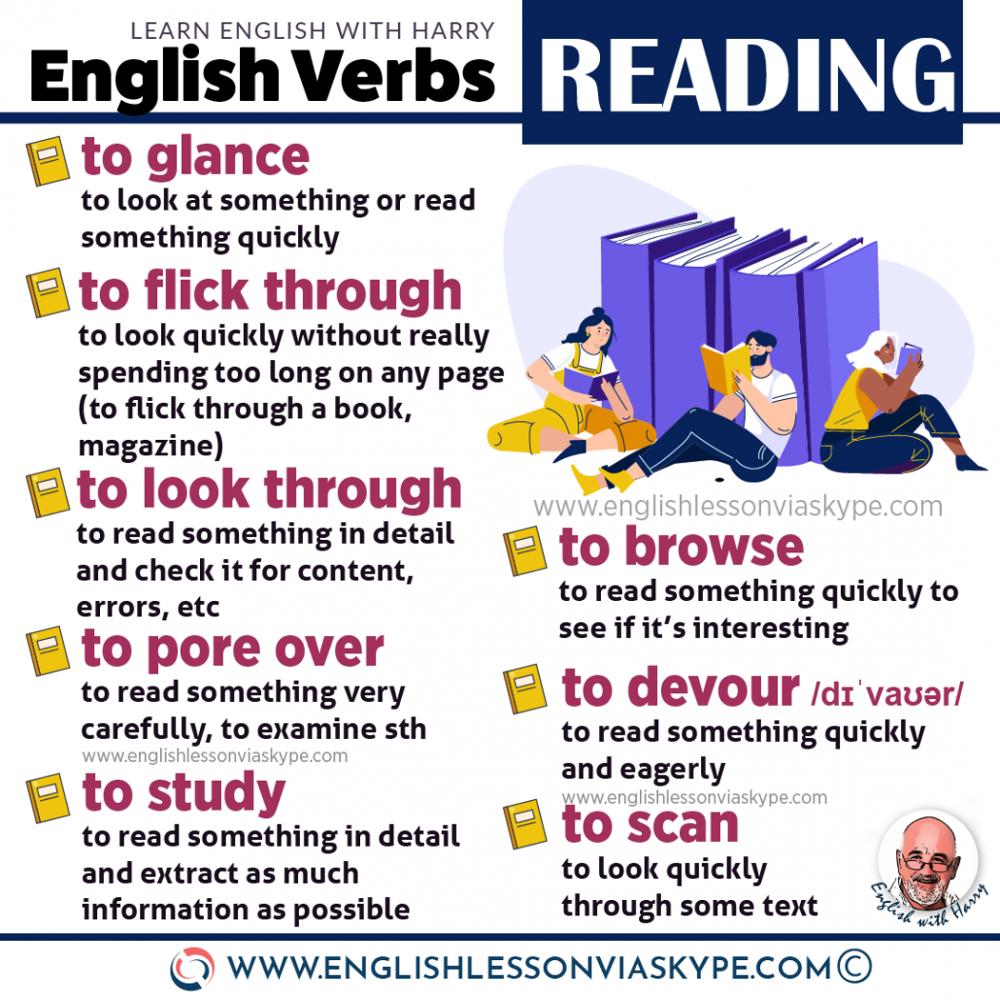 LEARN ENGLISH WITH HARRY
English Verbs
READING
to glance
to look at something or read
something quickly
to flick through
to look quickly without really
spending too long on any page
(to flick through a book,
magazine)
to look through
to read something in detail
and check it for content,
errors, etc
to pore over
to read something very
carefully, to examine sth
www.englishlessonviaskype.com
to study
to read something in detail
and extract as much
information as possible
www.englishlessonviaskype.com
to browse
to read something quickly to
see if it’s interesting
to devour /dɪˈvaʊər/
to read something quickly
and eagerly
www.englishlessonviaskype.com
to scan
to look quickly
through some text
English with Harry
WWW.ENGLISHLESSONVIASKYPE.COM©